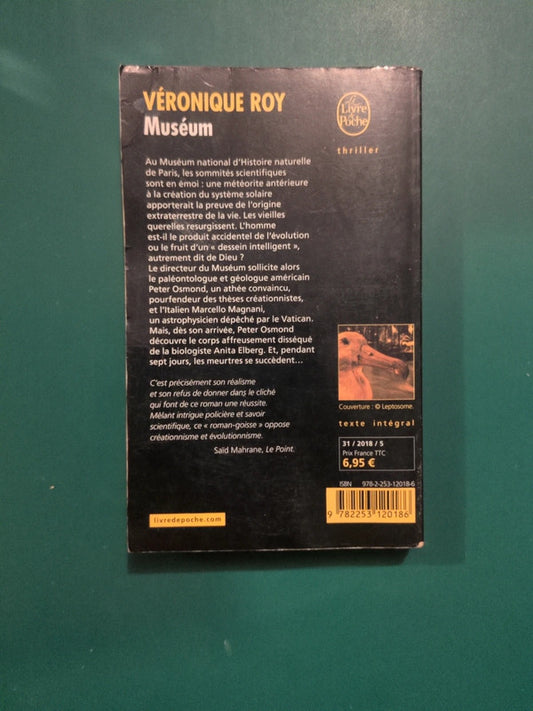 VÉRONIQUE ROY
Muséum
Le
Livre
de
Poche
thriller
Au Muséum national d'Histoire naturelle
de Paris, les sommités scientifiques
sont en émoi : une météorite antérieure
à la création du système solaire
apporterait la preuve de l'origine
extraterrestre de la vie. Les vieilles
querelles resurgissent. L'homme
est-il le produit accidentel de l'évolution
ou le fruit d'un « dessein intelligent »,
autrement dit de Dieu ?
Le directeur du Muséum sollicite alors
le paléontologue et géologue américain
Peter Osmond, un athée convaincu,
pourfendeur des thèses créationnistes,
et l'Italien Marcello Magnani,
un astrophysicien dépêché par le Vatican.
Mais, dès son arrivée, Peter Osmond
découvre le corps affreusement disséqué
de la biologiste Anita Elberg. Et, pendant
sept jours, les meurtres se succèdent...
C'est précisément son réalisme
et son refus de donner dans le cliché
qui font de ce roman une réussite.
Mêlant intrigue policière et savoir
scientifique, ce « roman-goisse » oppose
créationnisme et évolutionnisme.
Saïd Mahrane, Le Point.
livredepoche.com
Couverture : © Leptosome.
texte intégral
31 / 2018 / 5
Prix France TTC
6,95 €
ISBN 978-2-253-12018-6
9 782253 120186